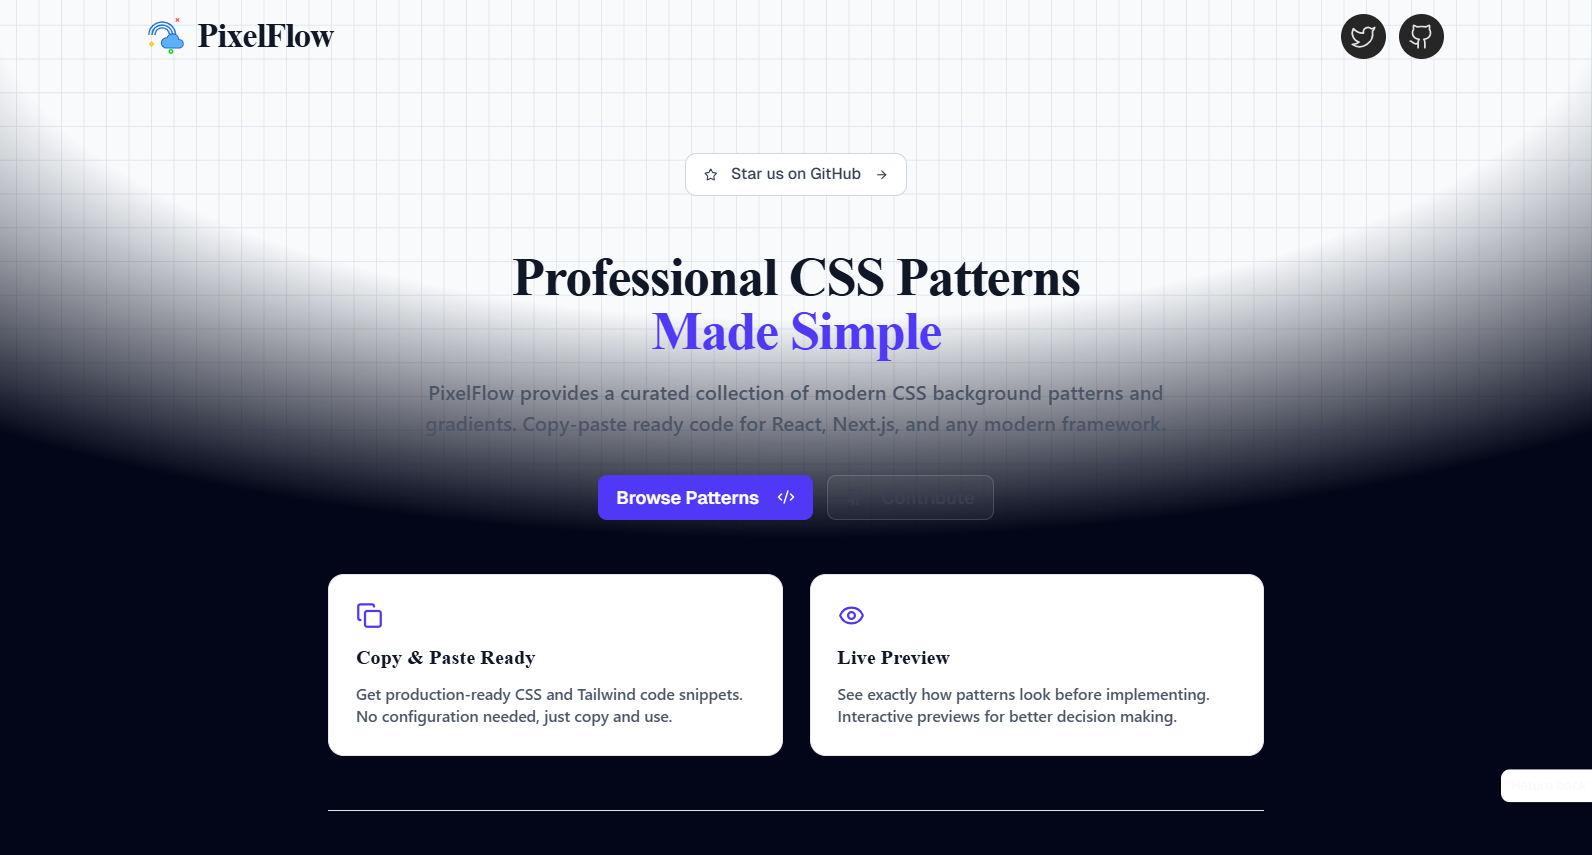 PixelFlow
Star us on GitHub
Professional CSS Patterns
Made Simple
PixelFlow provides a curated collection of modern CSS background patterns and
gradients. Copy-paste ready code for React, Next.js, and any modern framework.
Browse Patterns
Contribute
Copy & Paste Ready
Get production-ready CSS and Tailwind code snippets.
No configuration needed, just copy and use.
Live Preview
See exactly how patterns look before implementing.
Interactive previews for better decision making.